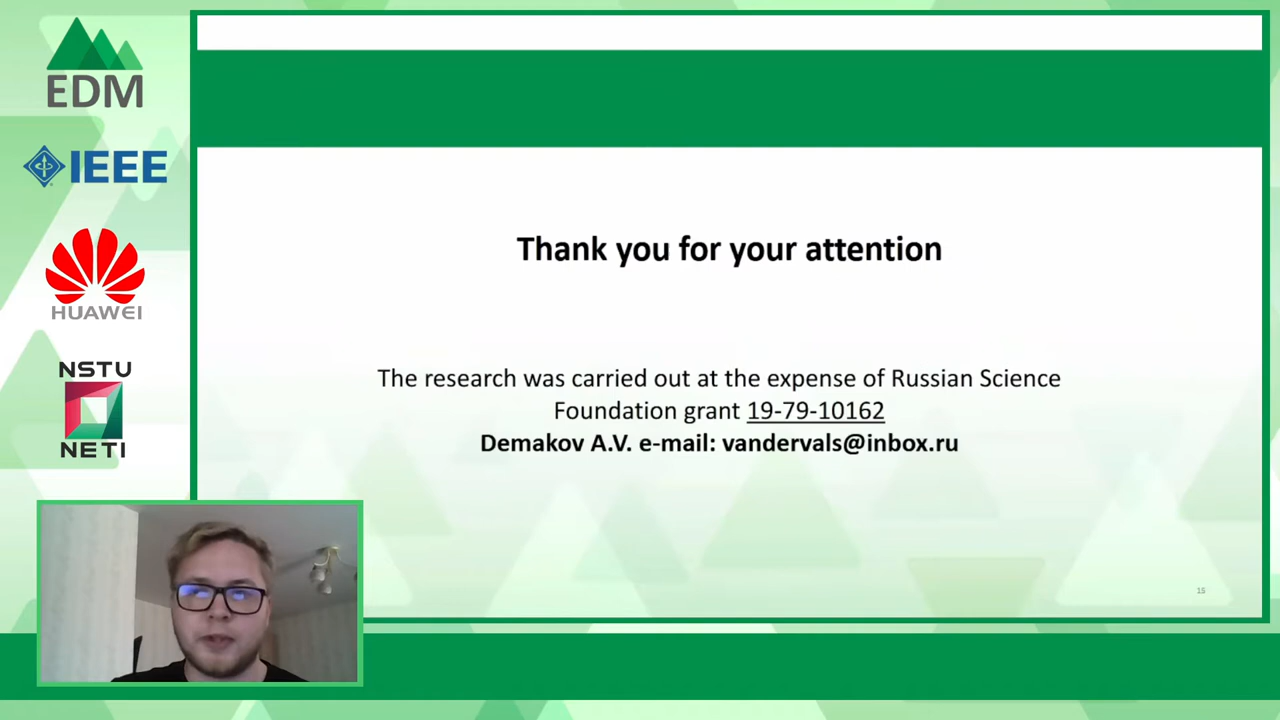 EDM
IEEE
HUAWEI
NSTU
NETI
Thank you for your attention
The research was carried out at the expense of Russian Science
Foundation grant 19-79-10162
Demakov A.V. e-mail: vandervals@inbox.ru
15